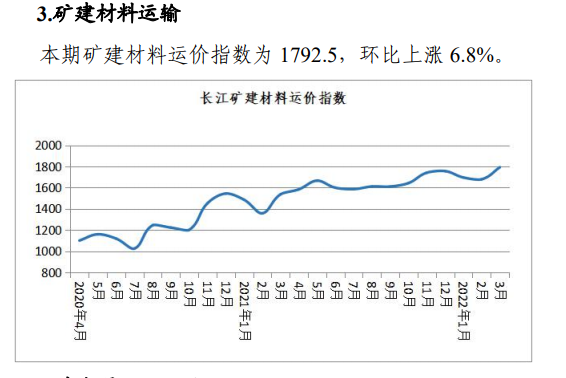 3.矿建材料运输
本期矿建材料运价指数为 1792.5，环比上涨 6.8%。
长江矿建材料运价指数
2000
1800
1600
1400
1200
1000
800
2020年4月
5月
6月
7月
8月
9月
10月
11月
12月
2021年1月
2月
3月
4月
5月
6月
7月
8月
9月
10月
11月
12月
2022年1月
2月
3月